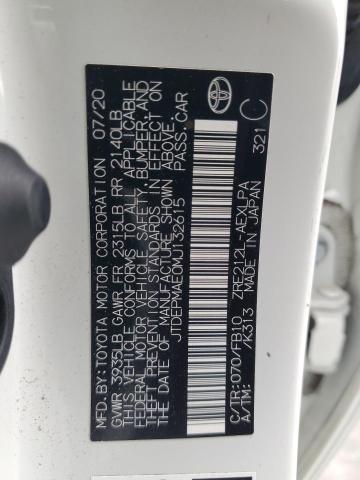 MFD.BY:TOYOTA MOTOR CORPORATION 07/20
GVWR 3935LB GAWR FR 2315LB RR 2140LB
THIS VEHICLE CONFORMS TO ALL APPLICABLE
FEDERAL MOTOR VEHICLE SAFETY, BUMPER, AND
THEFT PREVENTION STANDARDS IN EFFECT ON
THE DATE OF MANUFACTURE SHOWN ABOVE.
JTDEPMAE0MJ132615 PASS.CAR
C/TR:070/FB10 ZRE212L-AEXLPA 321 C
A/TM: /K313 MADE IN JAPAN